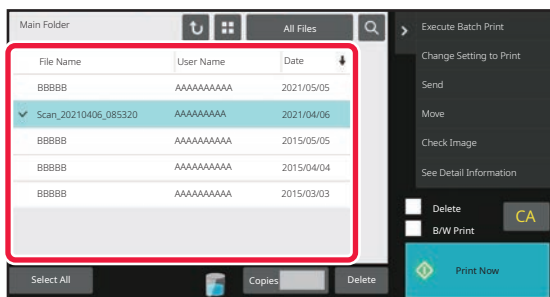 Main Folder
All Files
File Name User Name Date
BBBBB AAAAAAAAAA 2021/05/05
Scan_20210406_085320 AAAAAAAAA 2021/04/06
BBBBB AAAAAAAAAA 2015/05/05
BBBBB AAAAAAAAAA 2015/04/04
BBBBB AAAAAAAAAA 2015/03/03
Select All
Copies
Delete
Execute Batch Print
Change Setting to Print
Send
Move
Check Image
See Detail Information
Delete
B/W Print
CA
Print Now